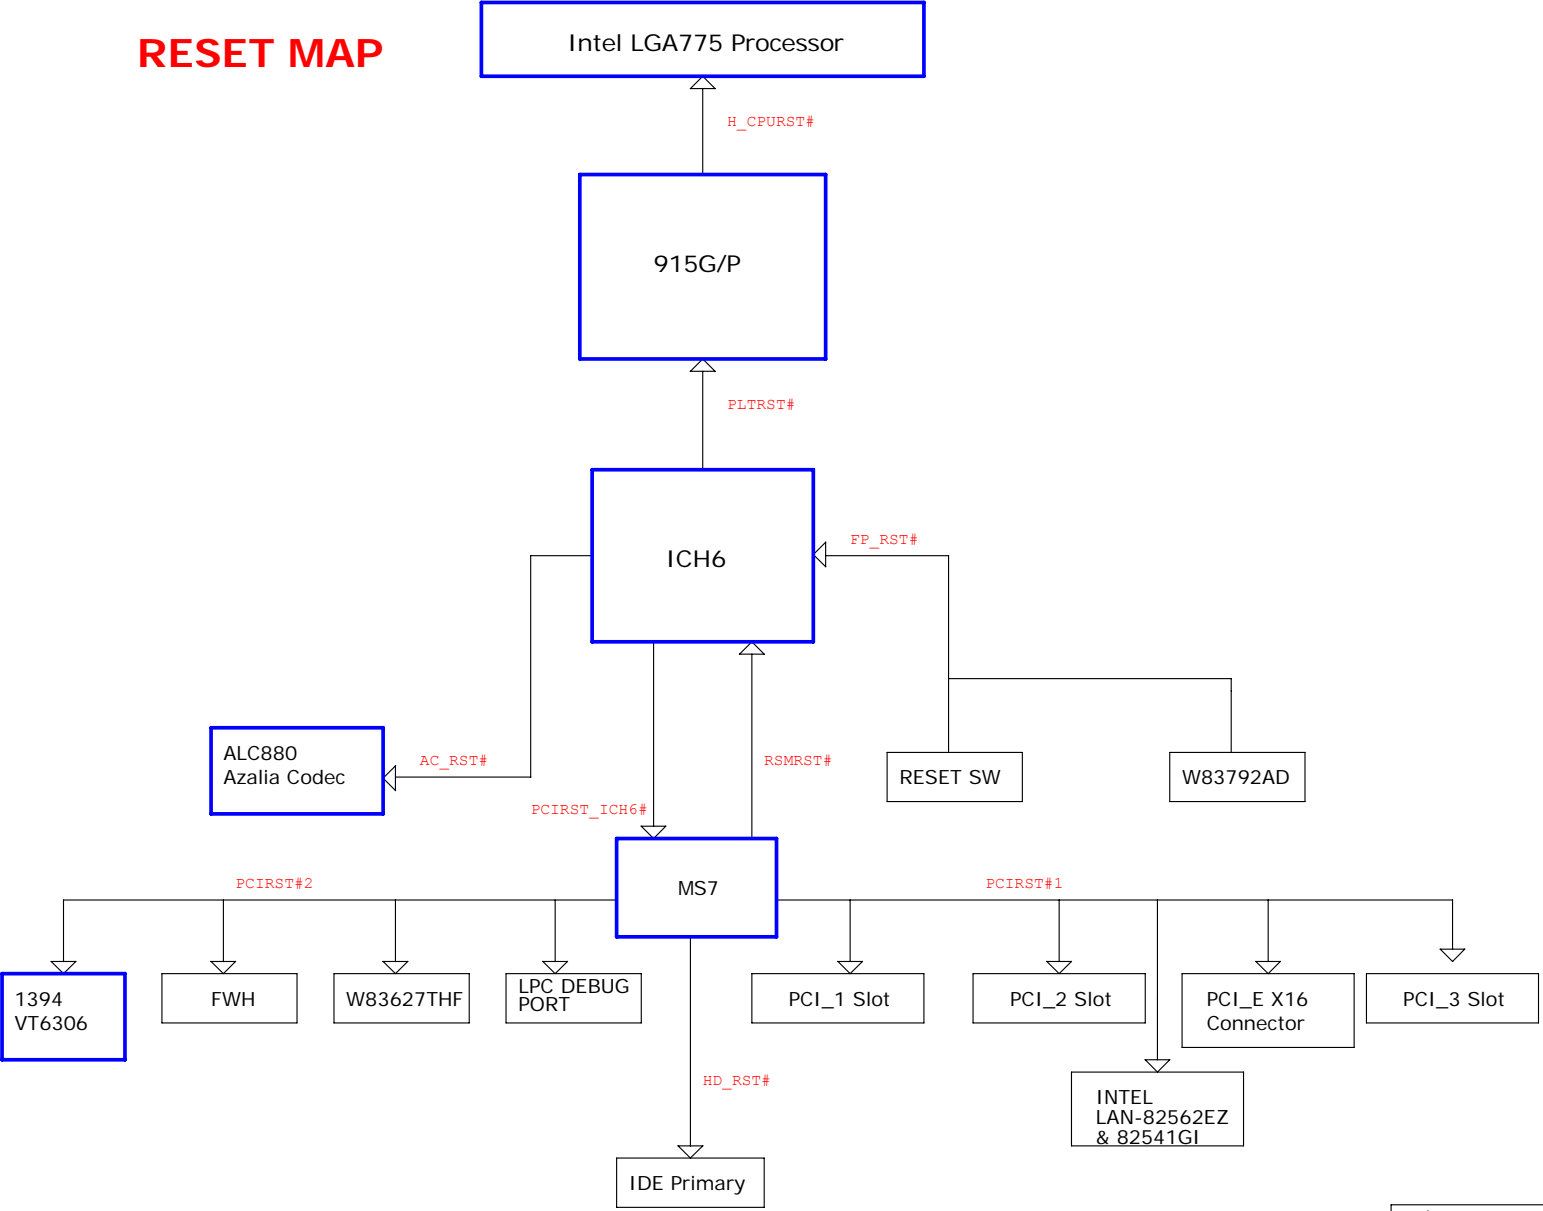 RESET MAP
Intel LGA775 Processor
H_CPURST#
915G/P
PLTRST#
ICH6
FP_RST#
ALC880
Azalia Codec
AC_RST#
RSMRST#
RESET SW
W83792AD
PCIRST_ICH6#
MS7
PCIRST#2
PCIRST#1
1394
VT6306
FWH
W83627THF
LPC DEBUG
PORT
PCI_1 Slot
PCI_2 Slot
PCI_E X16
Connector
PCI_3 Slot
HD_RST#
INTEL
LAN-82562EZ
& 82541GI
IDE Primary